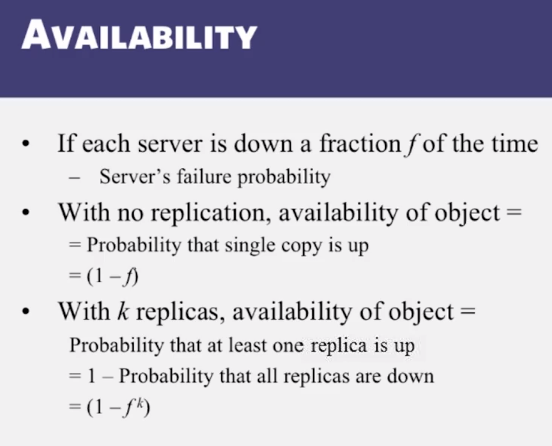 AVAILABILITY
• If each server is down a fraction f of the time
– Server's failure probability
• With no replication, availability of object =
= Probability that single copy is up
= (1 – f)
• With k replicas, availability of object =
Probability that at least one replica is up
= 1 – Probability that all replicas are down
= (1 – fᵏ)